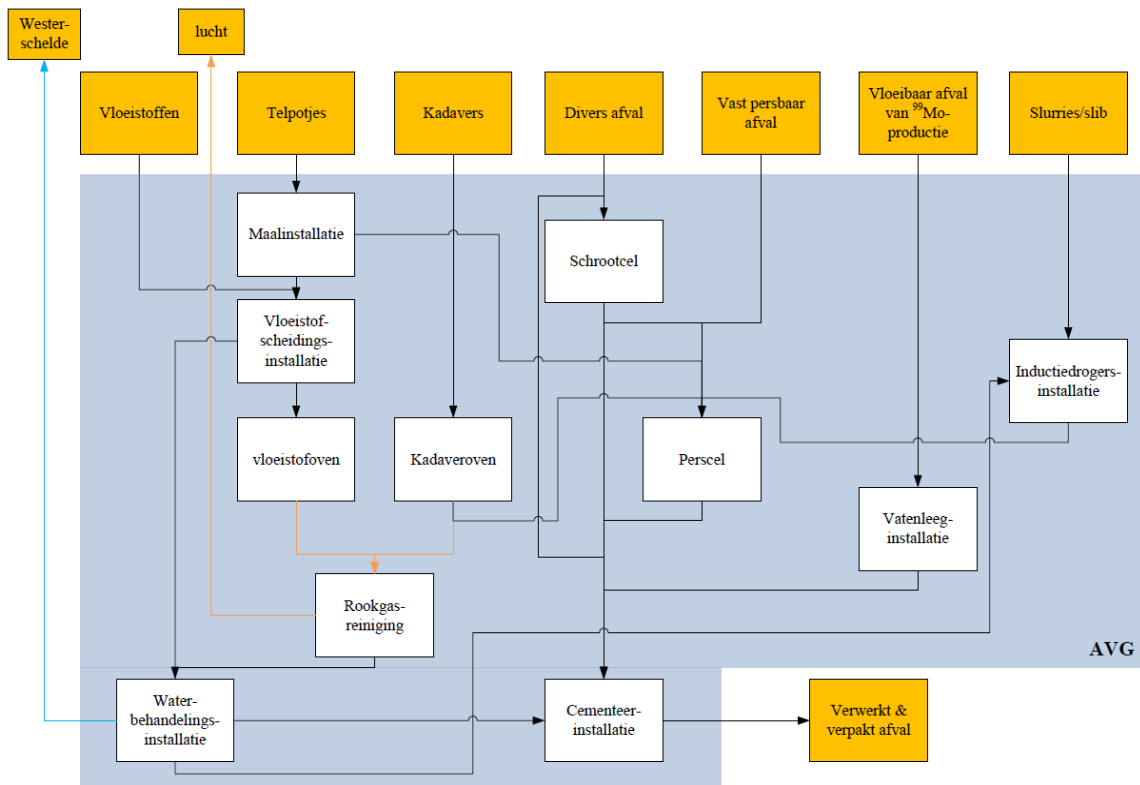 Wester-
schelde
lucht
Vloeistoffen
Telpotjes
Kadavers
Divers afval
Vast persbaar
afval
Vloeibaar afval
van ⁹⁹Mo-
productie
Slurries/slib
Maalinstallatie
Schrootcel
Vloeistof-
scheidings-
installatie
Inductiedrogers-
installatie
vloeistofoven
Kadaveroven
Perscel
Vatenleeg-
installatie
Rookgas-
reiniging
AVG
Water-
behandelings-
installatie
Cementeer-
installatie
Verwerkt &
verpakt afval